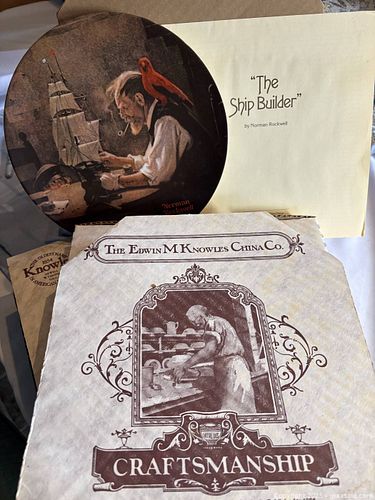 "The
Ship Builder"
by Norman Rockwell
Norman
Rockwell
THE EDWIN M. KNOWLES CHINA CO.
Knowles
CRAFTSMANSHIP